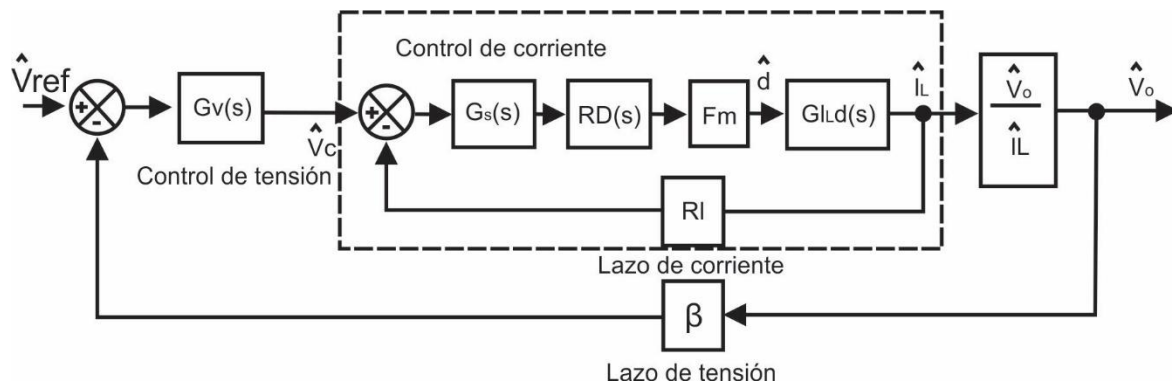 Control de corriente
^
Vref
+
-
Gv(s)
^
Vc
Control de tensión
+
-
Gs(s)
RD(s)
Fm
^
d
GILd(s)
^
IL
^
Vo
^
IL
^
Vo
RI
Lazo de corriente
β
Lazo de tensión